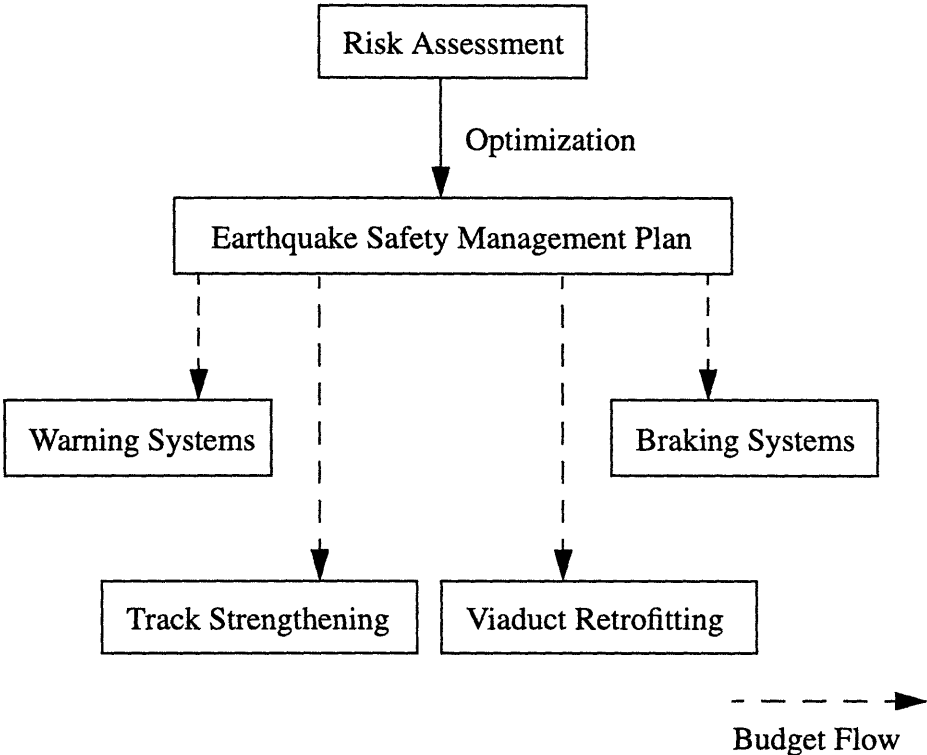 Risk Assessment
Optimization
Earthquake Safety Management Plan
Warning Systems
Braking Systems
Track Strengthening
Viaduct Retrofitting
Budget Flow